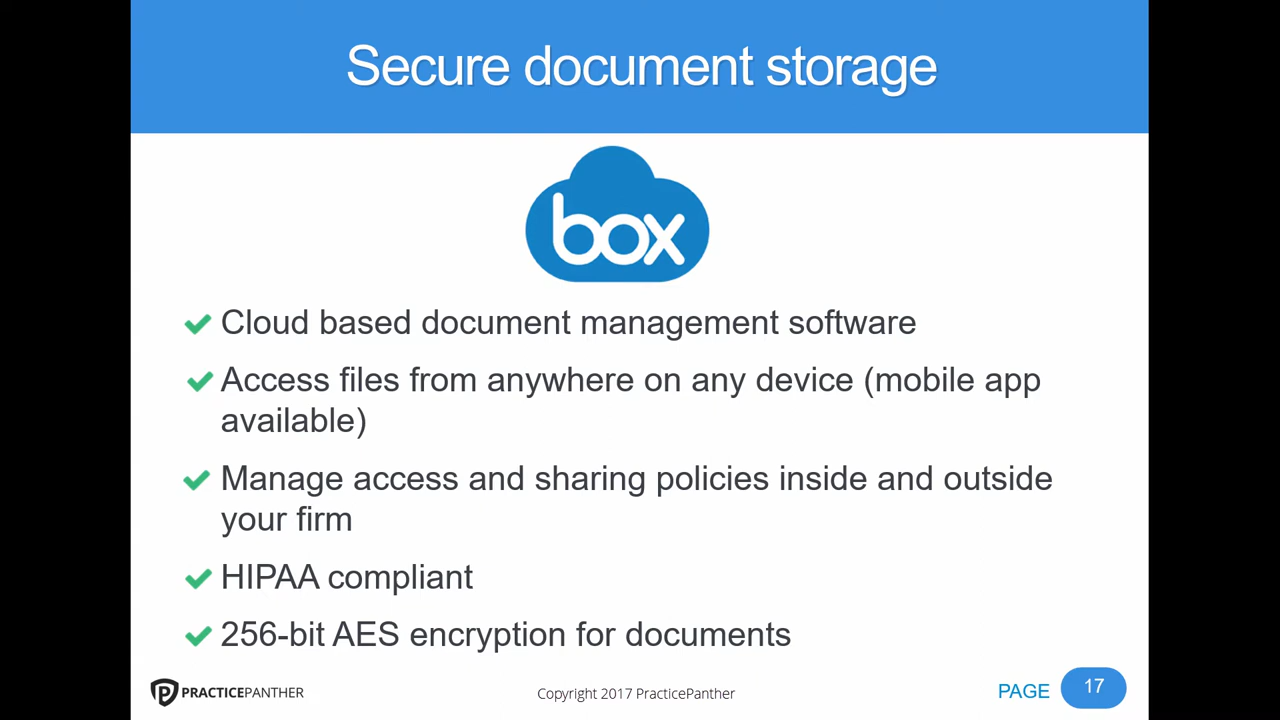 Secure document storage
box
Cloud based document management software
Access files from anywhere on any device (mobile app
available)
Manage access and sharing policies inside and outside
your firm
HIPAA compliant
256-bit AES encryption for documents
PRACTICEPANTHER
Copyright 2017 PracticePanther
PAGE 17